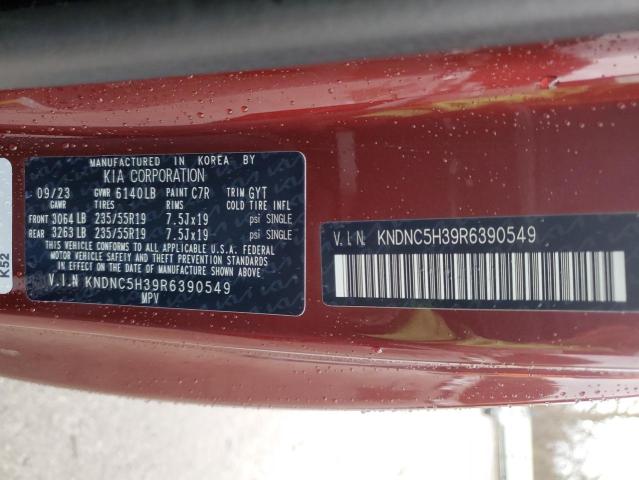 MANUFACTURED IN KOREA BY
KIA CORPORATION
09/23 GVWR 6140LB PAINT C7R TRIM GYT
GAWR TIRES RIMS COLD TIRE INFL
FRONT 3064 LB 235/55R19 7.5Jx19 psi SINGLE
REAR 3263 LB 235/55R19 7.5Jx19 psi SINGLE
THIS VEHICLE CONFORMS TO ALL APPLICABLE U.S.A. FEDERAL
MOTOR VEHICLE SAFETY AND THEFT PREVENTION STANDARDS
IN EFFECT ON THE DATE OF MANUFACTURE SHOWN ABOVE.
V.I.N KNDNC5H39R6390549
MPV
K52
V.I.N. KNDNC5H39R6390549